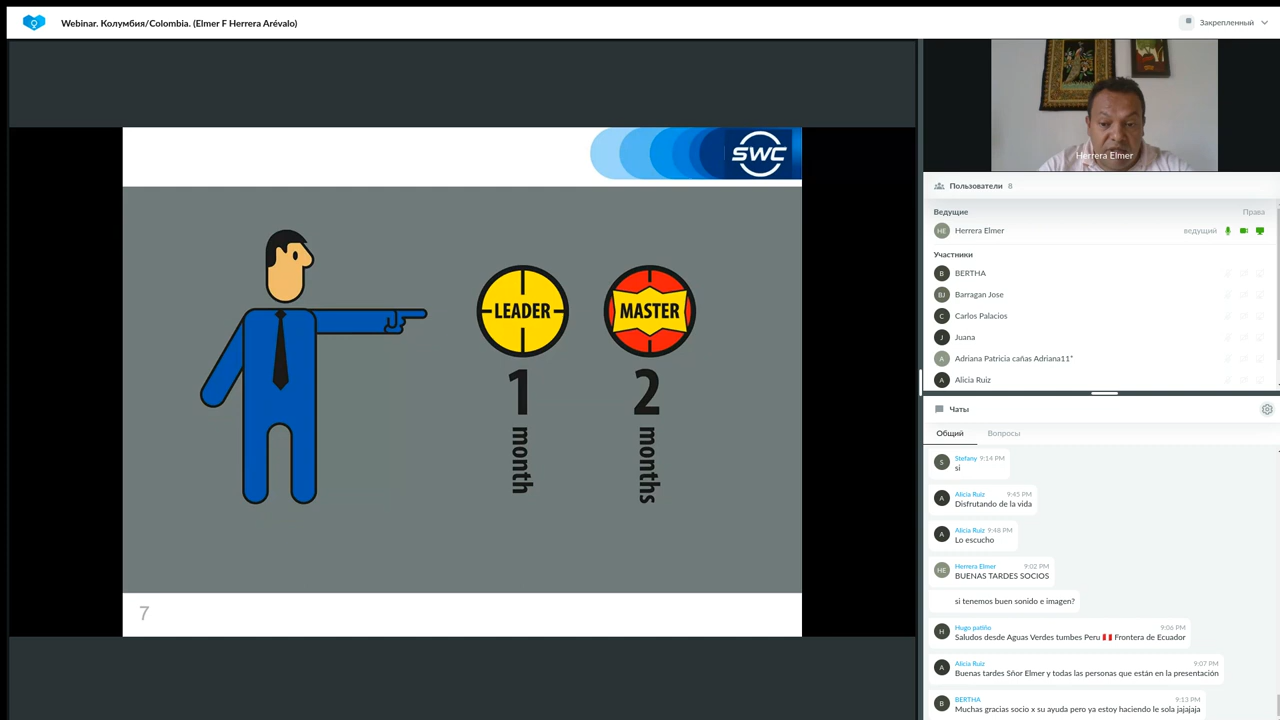 Webinar. Колумбия/Colombia. (Elmer F Herrera Arévalo)
Закрепленный
SWC
LEADER
MASTER
1
2
month
months
7
Herrera Elmer
Пользователи 8
Ведущие
Права
HE
Herrera Elmer
ведущий
Участники
B
BERTHA
BJ
Barragan Jose
C
Carlos Palacios
J
Juana
A
Adriana Patricia cañas Adriana11*
A
Alicia Ruiz
Чаты
Общий
Вопросы
S
Stefany 9:14 PM
si
A
Alicia Ruiz 9:45 PM
Disfrutando de la vida
A
Alicia Ruiz 9:48 PM
Lo escucho
HE
Herrera Elmer 9:02 PM
BUENAS TARDES SOCIOS
si tenemos buen sonido e imagen?
H
Hugo patiño 9:06 PM
Saludos desde Aguas Verdes tumbes Peru 🇵🇪 Frontera de Ecuador
A
Alicia Ruiz 9:07 PM
Buenas tardes Sñor Elmer y todas las personas que están en la presentación
B
BERTHA 9:13 PM
Muchas gracias socio x su ayuda pero ya estoy haciendo le sola jajajaja